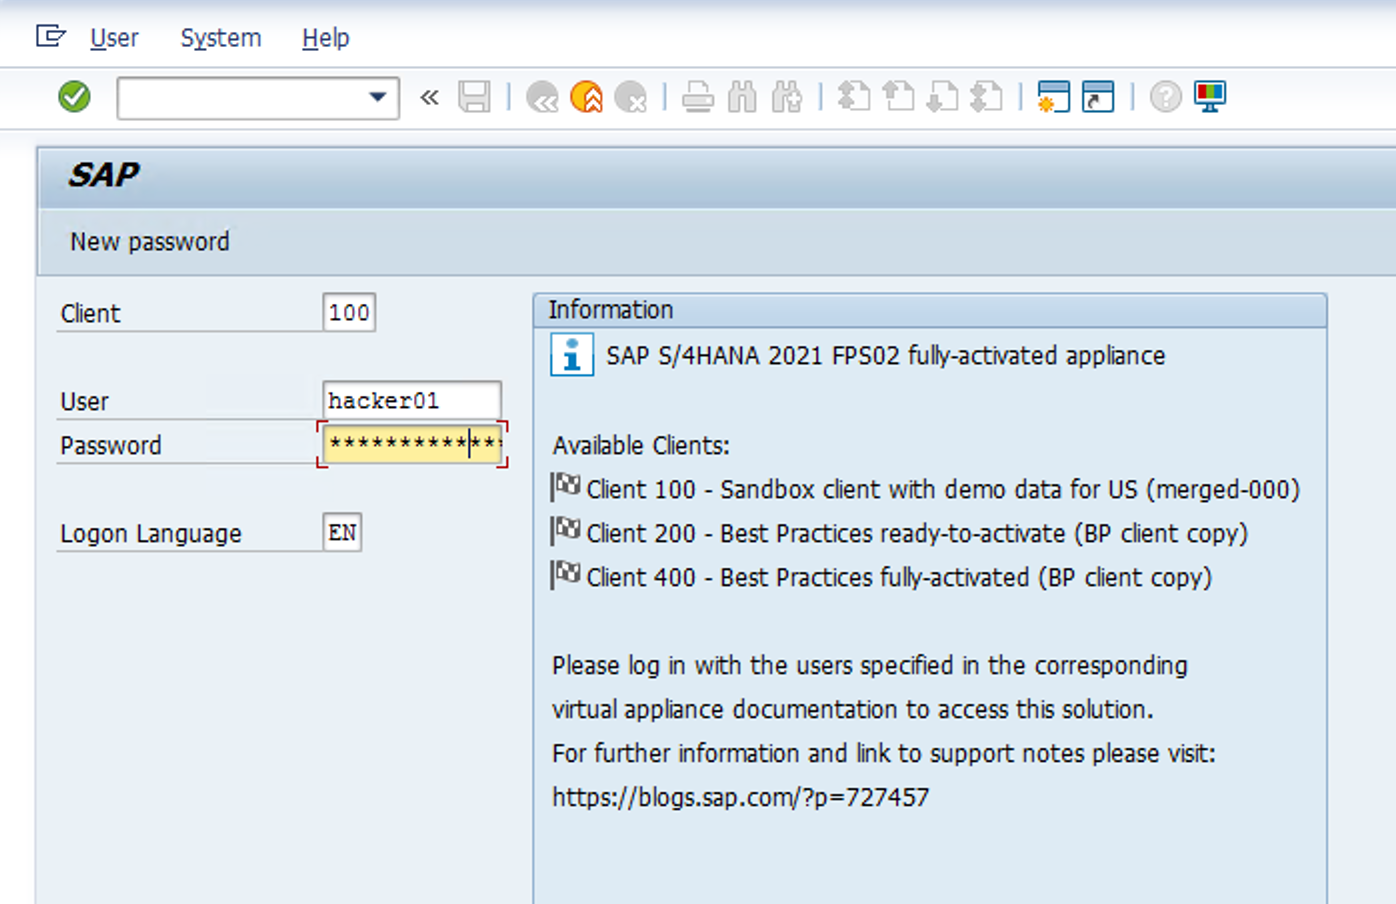 User System Help
SAP
New password
Client 100
User hacker01
Password ************
Logon Language EN
Information
SAP S/4HANA 2021 FPS02 fully-activated appliance
Available Clients:
Client 100 - Sandbox client with demo data for US (merged-000)
Client 200 - Best Practices ready-to-activate (BP client copy)
Client 400 - Best Practices fully-activated (BP client copy)
Please log in with the users specified in the corresponding
virtual appliance documentation to access this solution.
For further information and link to support notes please visit:
https://blogs.sap.com/?p=727457